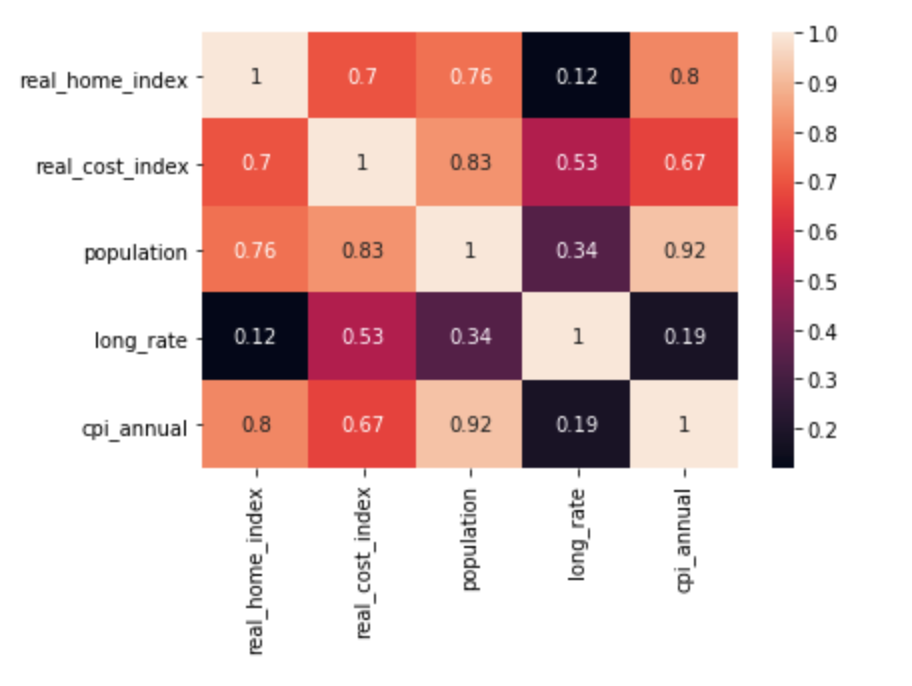 real_home_index 1 0.7 0.76 0.12 0.8
real_cost_index 0.7 1 0.83 0.53 0.67
population 0.76 0.83 1 0.34 0.92
long_rate 0.12 0.53 0.34 1 0.19
cpi_annual 0.8 0.67 0.92 0.19 1
real_home_index
real_cost_index
population
long_rate
cpi_annual
1.0
0.9
0.8
0.7
0.6
0.5
0.4
0.3
0.2